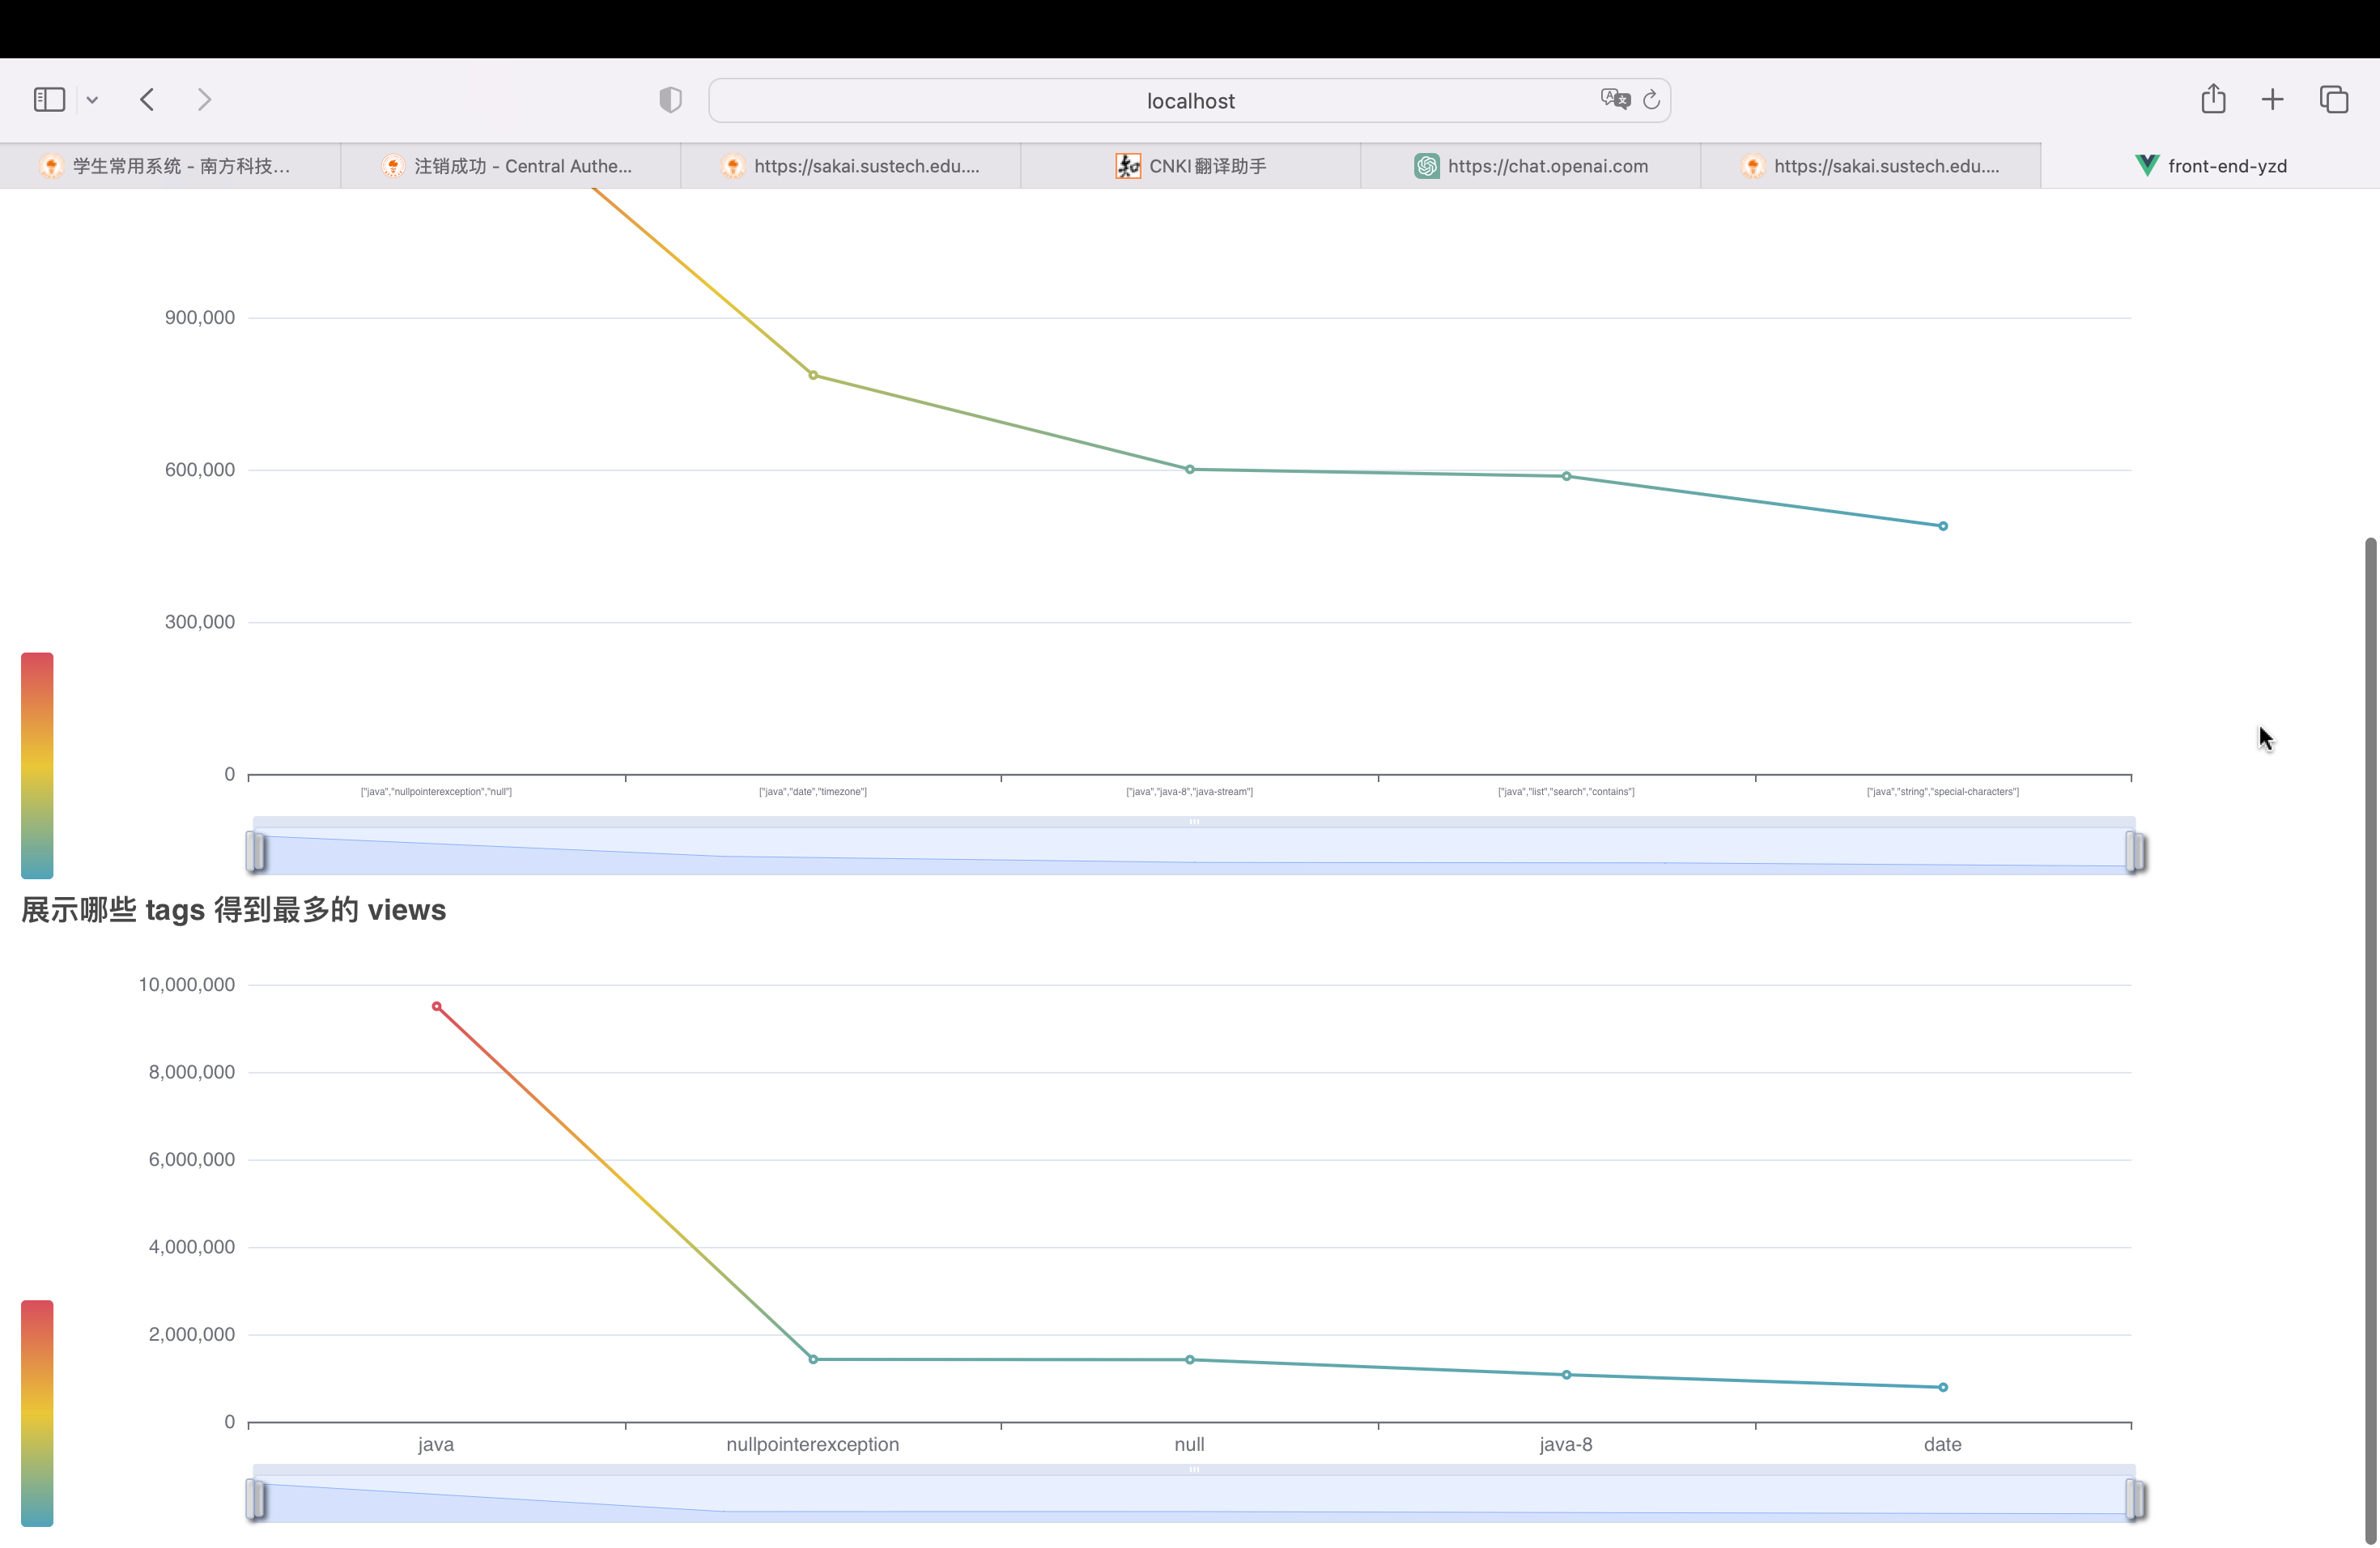 localhost
学生常用系统 - 南方科技...
注销成功 - Central Authe...
https://sakai.sustech.edu....
CNKI 翻译助手
https://chat.openai.com
https://sakai.sustech.edu....
front-end-yzd
900,000
600,000
300,000
0
["java","nullpointerexception","null"]
["java","date","timezone"]
["java","java-8","java-stream"]
["java","list","search","contains"]
["java","string","special-characters"]
展示哪些 tags 得到最多的 views
10,000,000
8,000,000
6,000,000
4,000,000
2,000,000
0
java
nullpointerexception
null
java-8
date